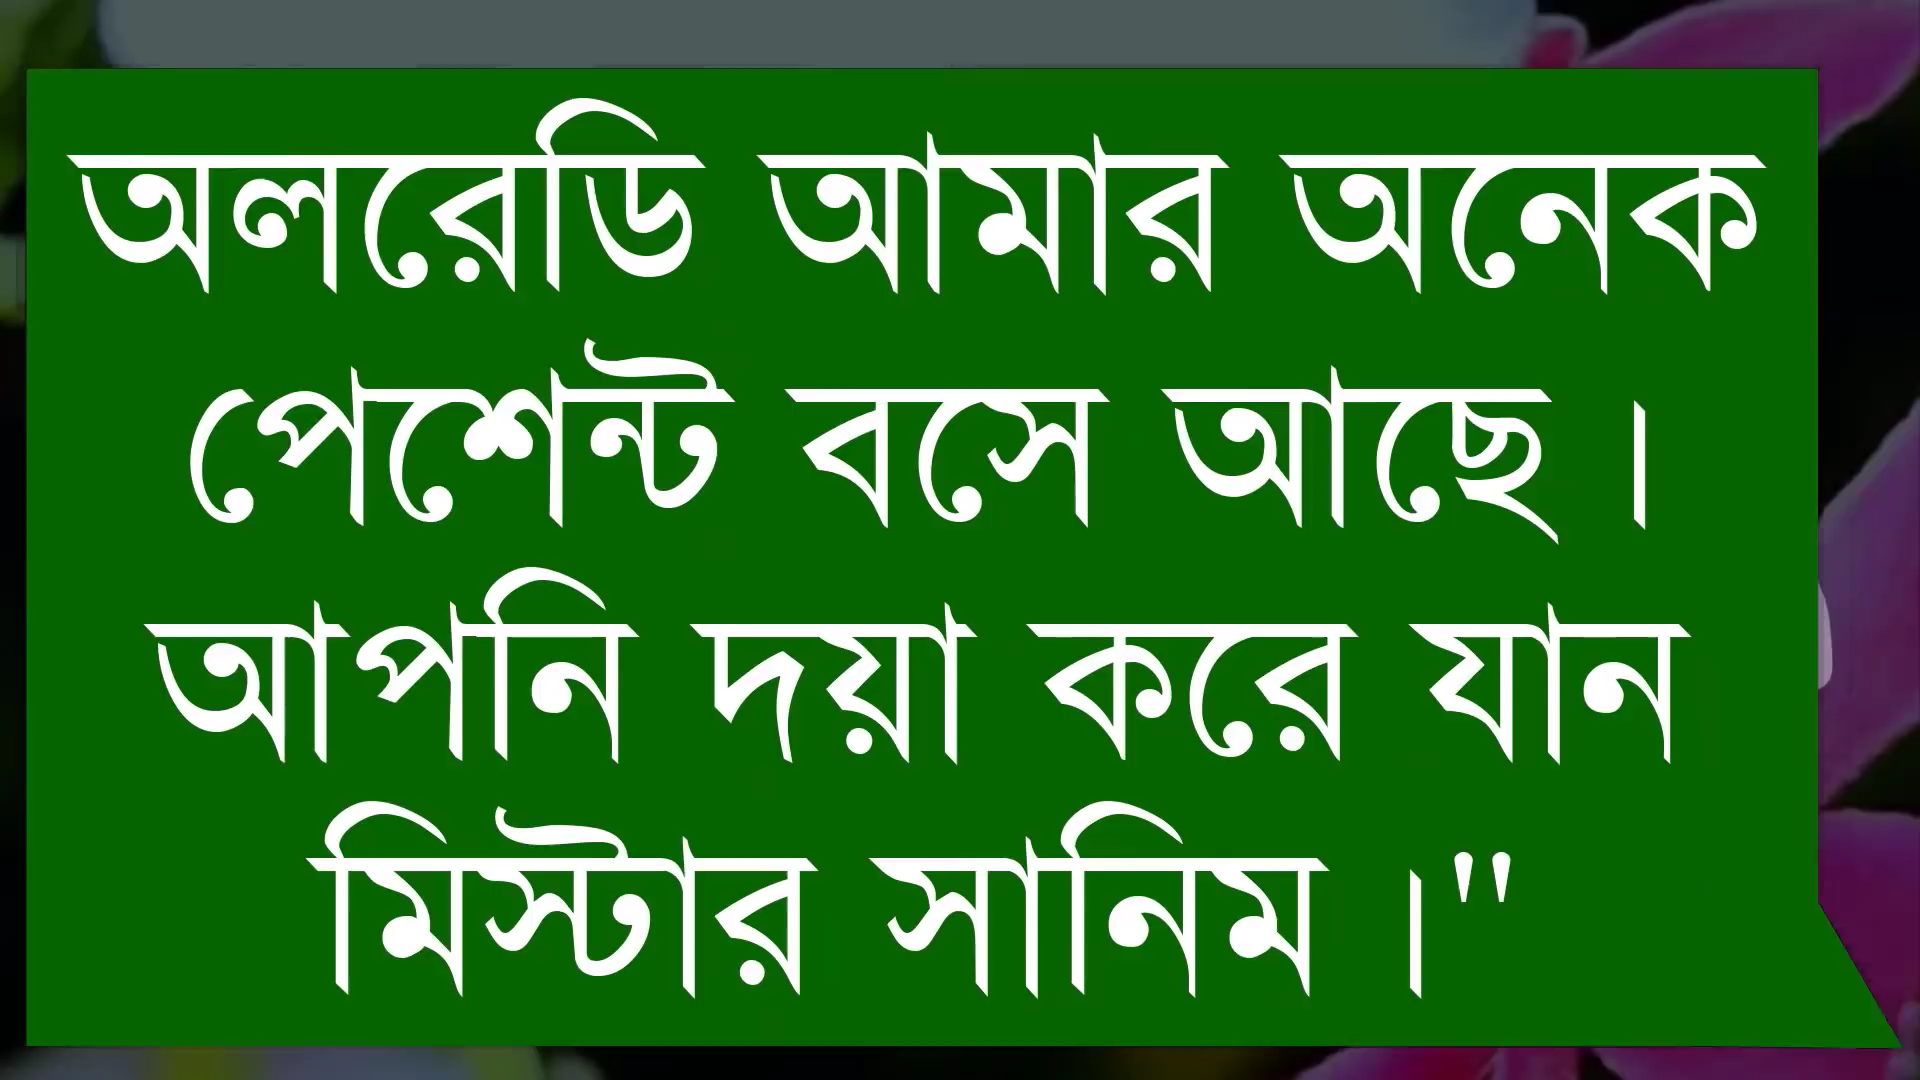 অলরেডি আমার অনেক
পেশেন্ট বসে আছে ।
আপনি দয়া করে যান
মিস্টার সানিম ।"